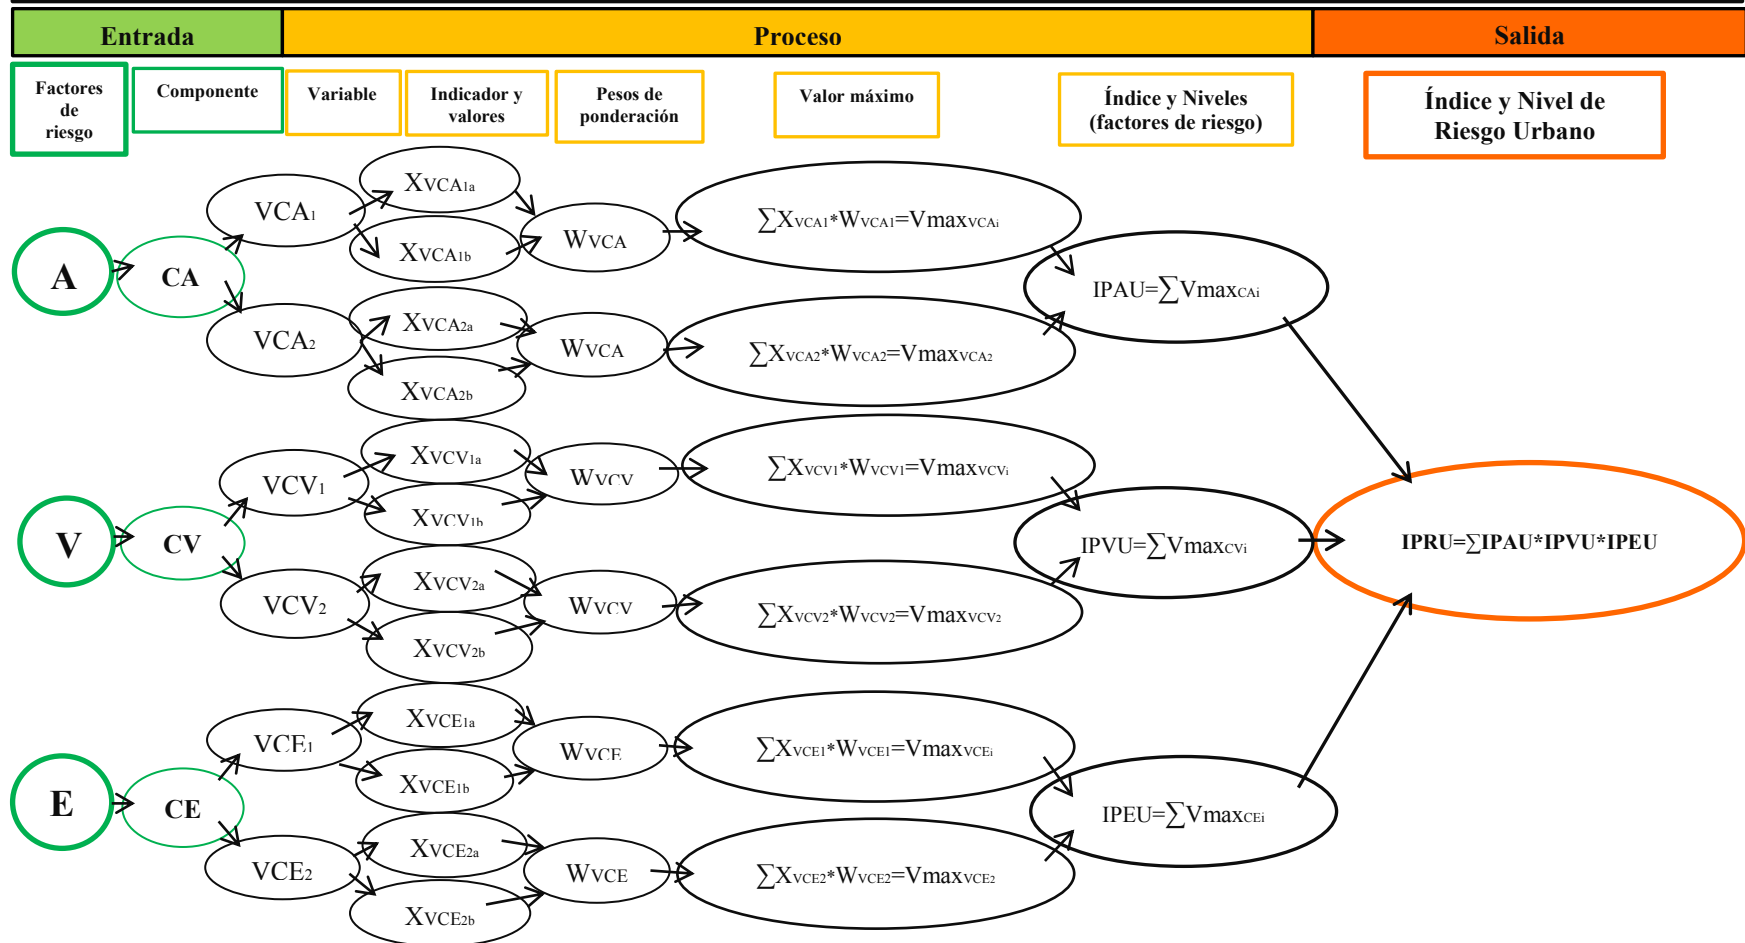 Entrada
Proceso
Salida
Factores
de
riesgo
Componente
Variable
Indicador y
valores
Pesos de
ponderación
Valor máximo
Índice y Niveles
(factores de riesgo)
Índice y Nivel de
Riesgo Urbano
A
CA
VCA1
VCA2
XVCA1a
XVCA1b
XVCA2a
XVCA2b
WVCA
WVCA
∑XVCA1*WVCA1=VmaxVCAi
∑XVCA2*WVCA2=VmaxVCA2
IPAU=∑VmaxCAi
V
CV
VCV1
VCV2
XVCV1a
XVCV1b
XVCV2a
XVCV2b
WVCV
WVCV
∑XVCV1*WVCV1=VmaxVCVi
∑XVCV2*WVCV2=VmaxVCV2
IPVU=∑VmaxCVi
IPRU=∑IPAU*IPVU*IPEU
E
CE
VCE1
VCE2
XVCE1a
XVCE1b
XVCE2a
XVCE2b
WVCE
WVCE
∑XVCE1*WVCE1=VmaxVCEi
∑XVCE2*WVCE2=VmaxVCE2
IPEU=∑VmaxCEi